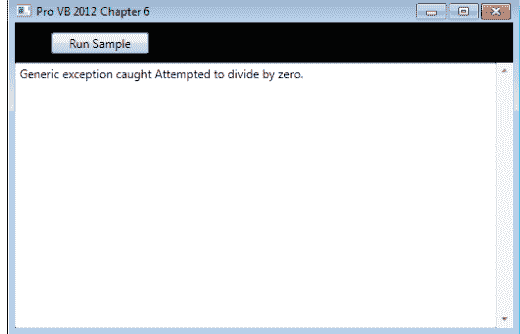 Pro VB 2012 Chapter 6
Run Sample
Generic exception caught Attempted to divide by zero.